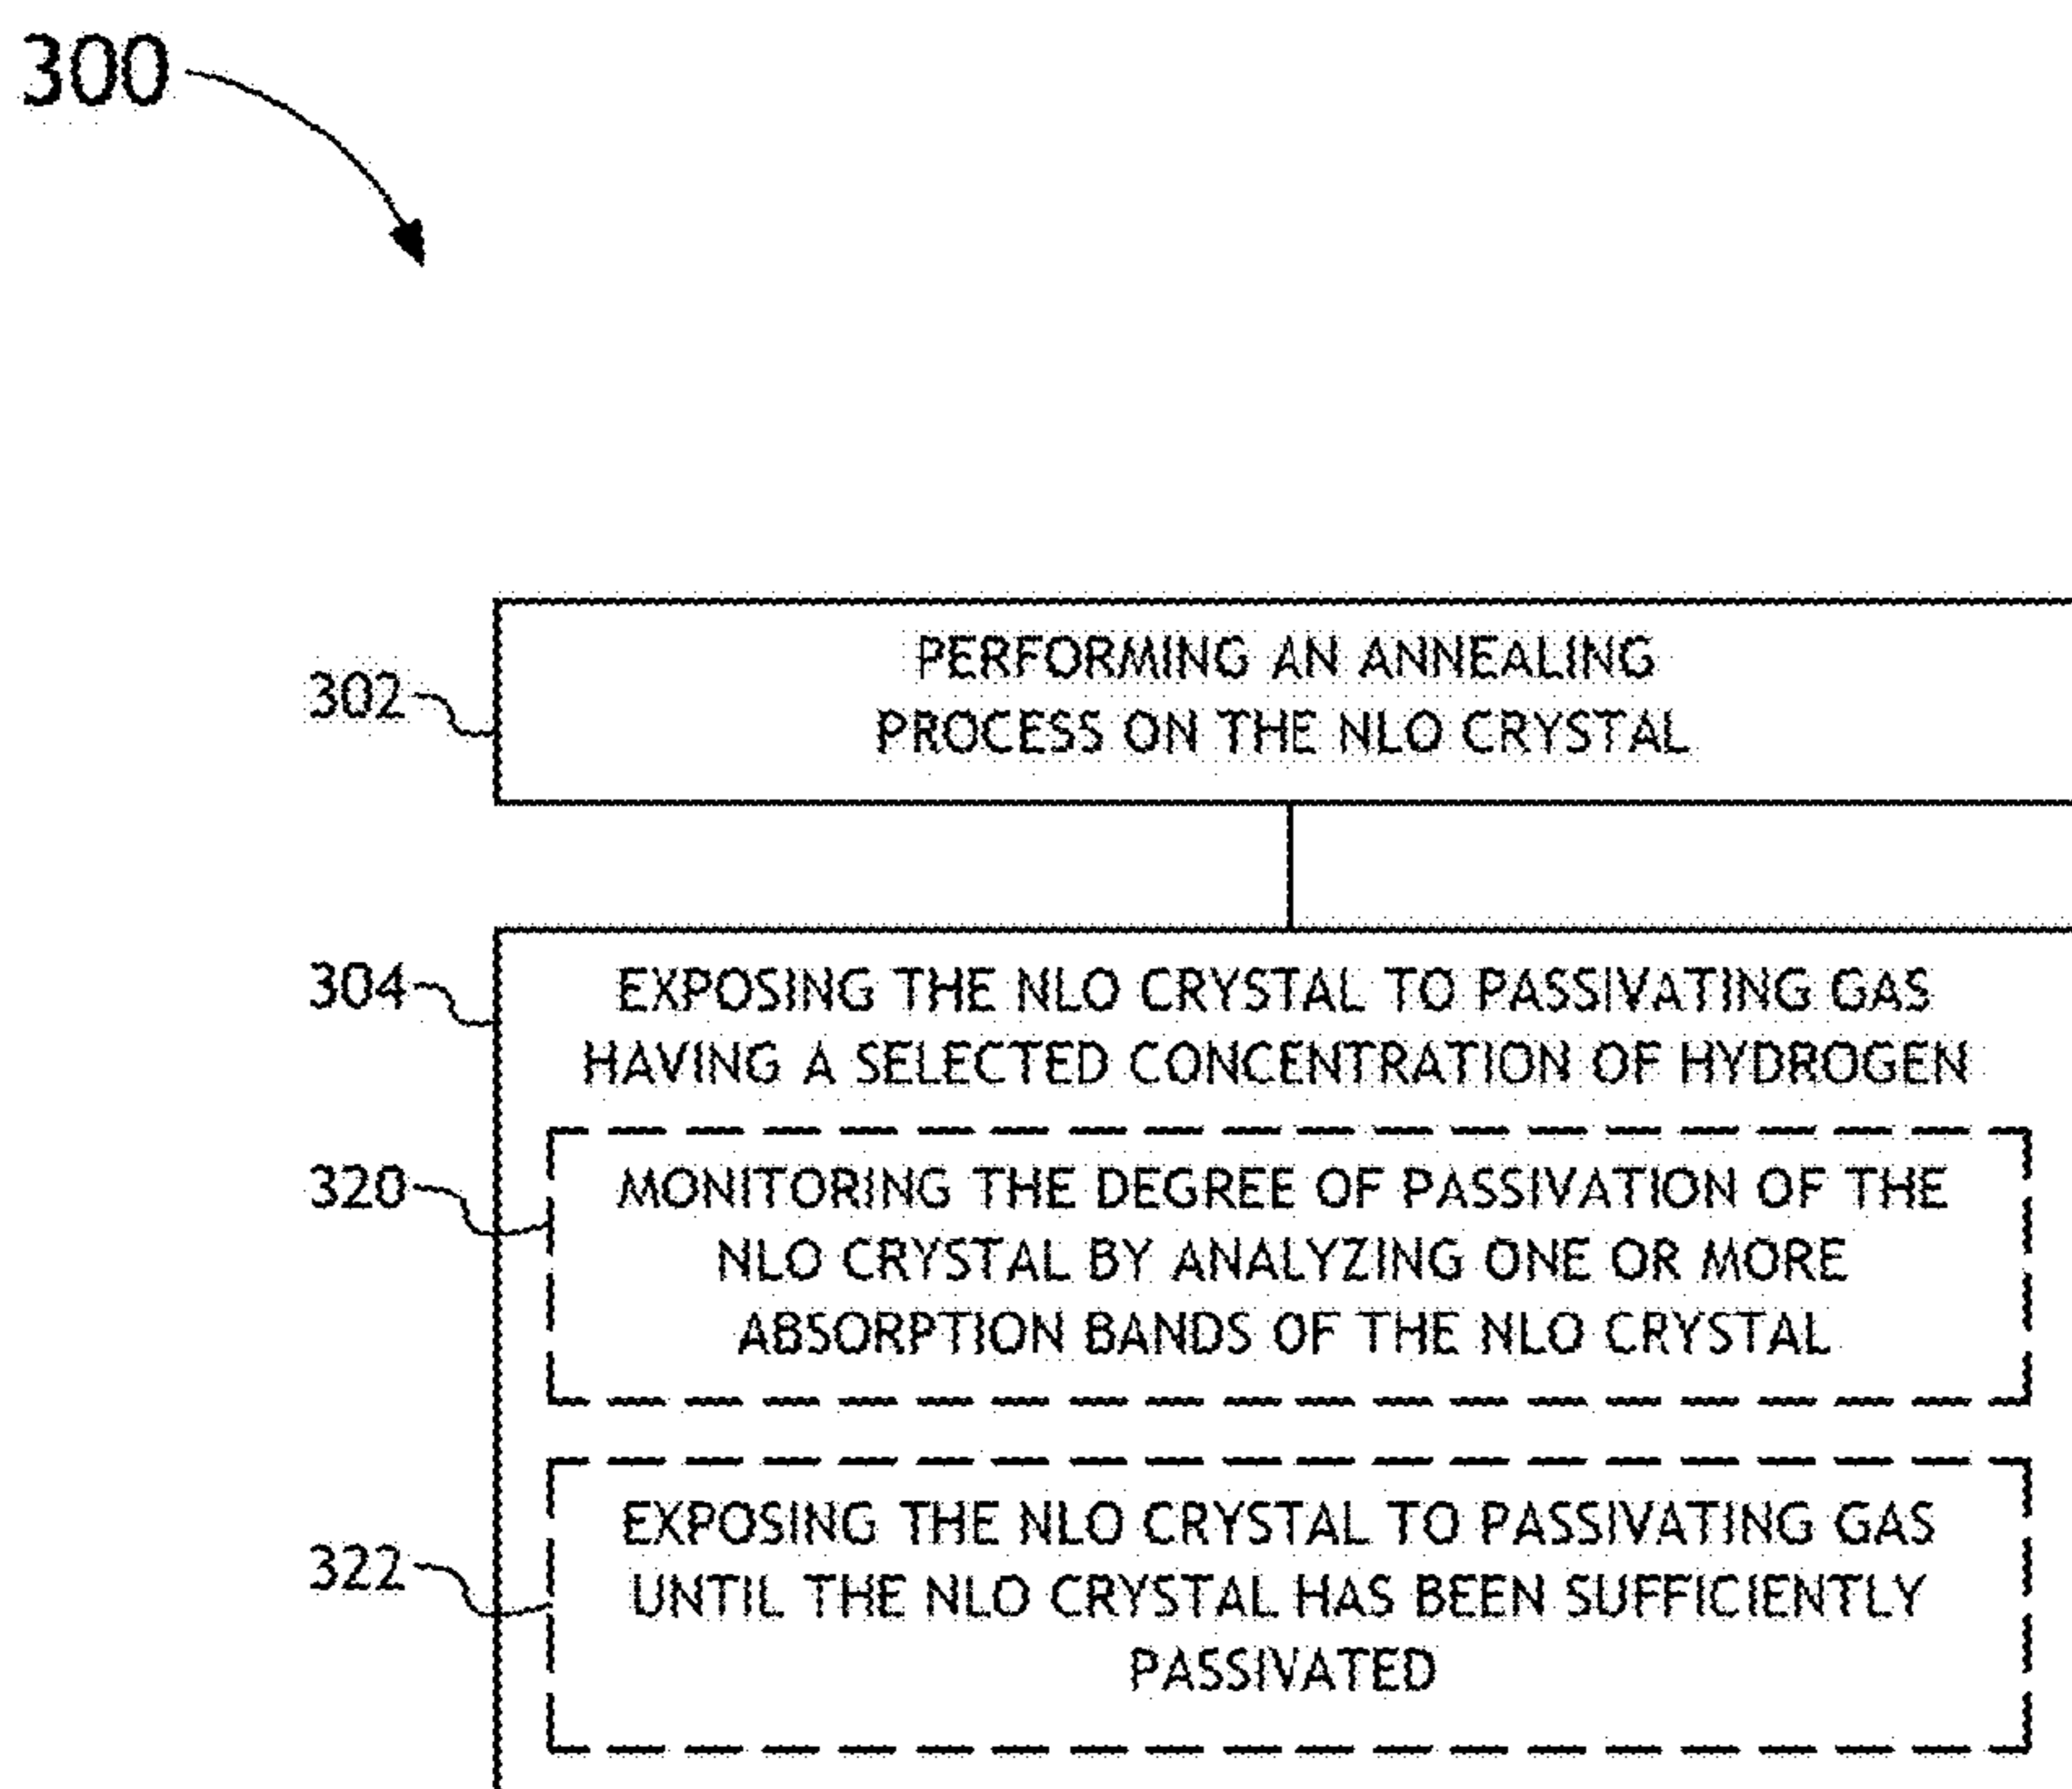 300
302
PERFORMING AN ANNEALING
PROCESS ON THE NLO CRYSTAL
304
EXPOSING THE NLO CRYSTAL TO PASSIVATING GAS
HAVING A SELECTED CONCENTRATION OF HYDROGEN
320
MONITORING THE DEGREE OF PASSIVATION OF THE
NLO CRYSTAL BY ANALYZING ONE OR MORE
ABSORPTION BANDS OF THE NLO CRYSTAL
322
EXPOSING THE NLO CRYSTAL TO PASSIVATING GAS
UNTIL THE NLO CRYSTAL HAS BEEN SUFFICIENTLY
PASSIVATED